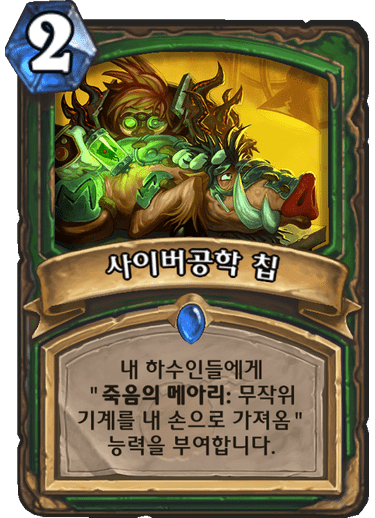 2
사이버공학 칩
내 하수인들에게
"죽음의 메아리: 무작위
기계를 내 손으로 가져옴"
능력을 부여합니다.